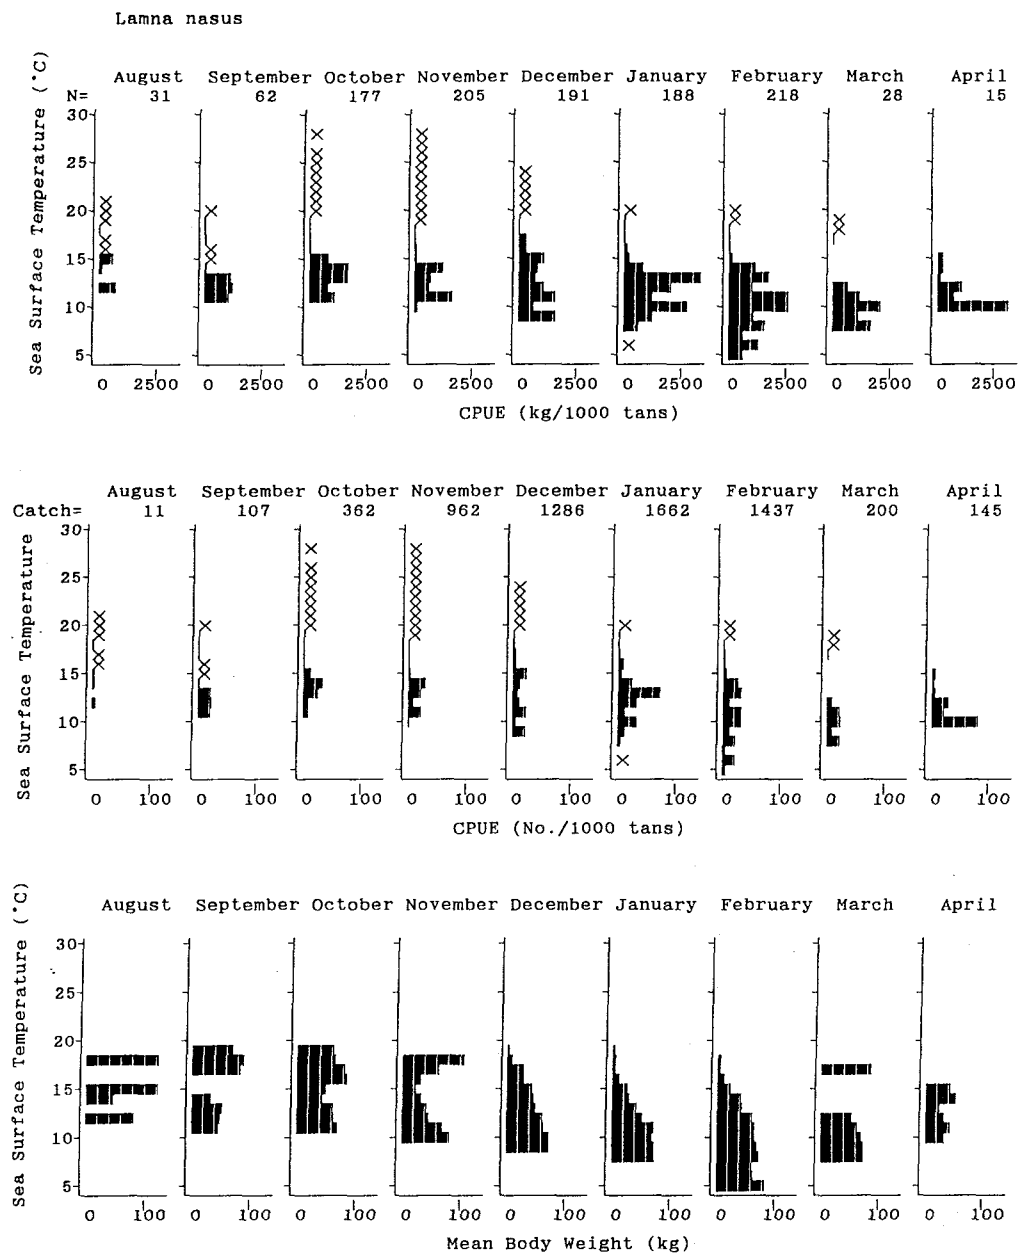 Lamna nasus
August September October November December January February March April
N= 31 62 177 205 191 188 218 28 15
Sea Surface Temperature (°C)
30
25
20
15
10
5
0 2500 0 2500 0 2500 0 2500 0 2500 0 2500 0 2500 0 2500 0 2500
CPUE (kg/1000 tans)
August September October November December January February March April
Catch= 11 107 362 962 1286 1662 1437 200 145
Sea Surface Temperature
30
25
20
15
10
5
0 100 0 100 0 100 0 100 0 100 0 100 0 100 0 100 0 100
CPUE (No./1000 tans)
August September October November December January February March April
Sea Surface Temperature (°C)
30
25
20
15
10
5
0 100 0 100 0 100 0 100 0 100 0 100 0 100 0 100 0 100
Mean Body Weight (kg)